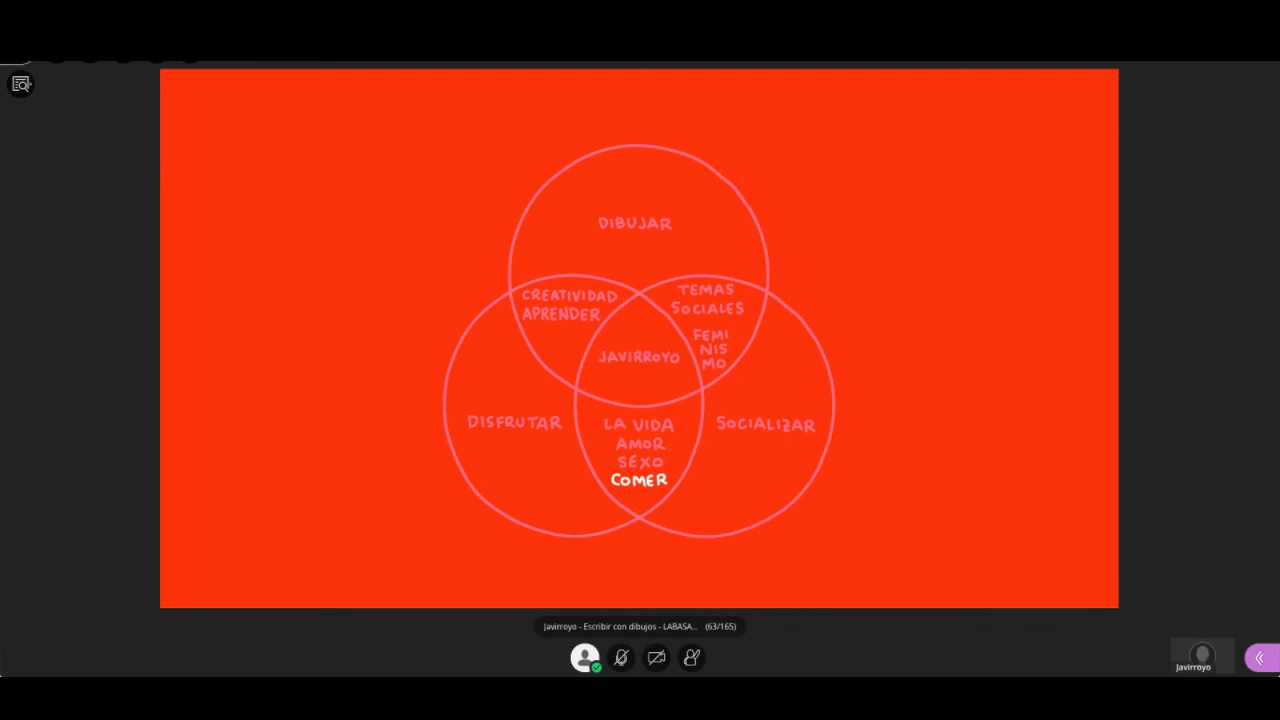 DIBUJAR
CREATIVIDAD
APRENDER
TEMAS
SOCIALES
FEMI
NIS
MO
JAVIRROYO
DISFRUTAR
LA VIDA
AMOR
SEXO
COMER
SOCIALIZAR
Javirroyo - Escribir con dibujos - LABASA... (63/165)
Javirroyo